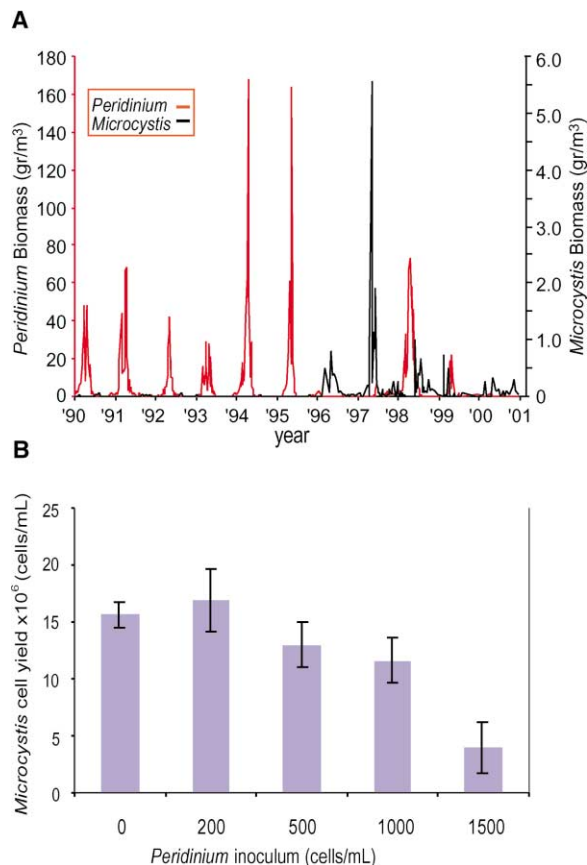 A
Peridinium Biomass (gr/m³)
180
160
140
120
100
80
60
40
20
0
Peridinium
Microcystis
6.0
5.0
4.0
3.0
2.0
1.0
0
Microcystis Biomass (gr/m³)
'90 '91 '92 '93 '94 '95 '96 '97 '98 '99 '00 '01
year
B
Microcystis cell yield x10⁶ (cells/mL)
25
20
15
10
5
0
0 200 500 1000 1500
Peridinium inoculum (cells/mL)